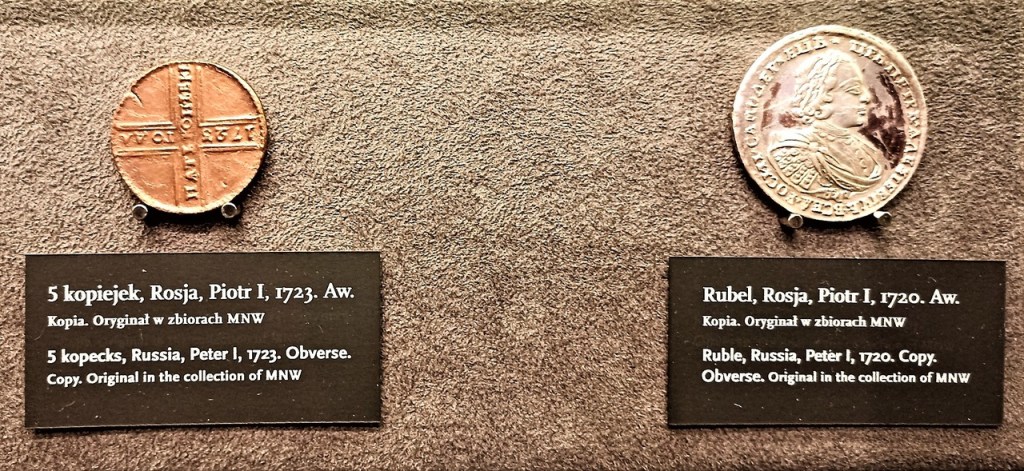 5 kopiejek, Rosja, Piotr I, 1723. Aw.
Kopia. Oryginał w zbiorach MNW
5 kopecks, Russia, Peter I, 1723. Obverse.
Copy. Original in the collection of MNW
Rubel, Rosja, Piotr I, 1720. Aw.
Kopia. Oryginał w zbiorach MNW
Ruble, Russia, Peter I, 1720. Copy.
Obverse. Original in the collection of MNW